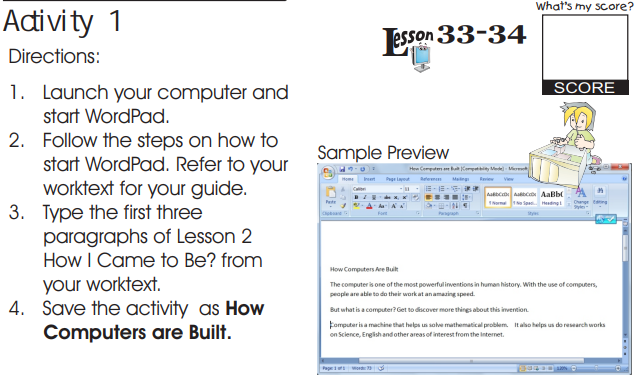 Activity 1
Directions:
1. Launch your computer and
start WordPad.
2. Follow the steps on how to
start WordPad. Refer to your
worktext for your guide.
3. Type the first three
paragraphs of Lesson 2
How I Came to Be? from
your worktext.
4. Save the activity as How
Computers are Built.
What's my score?
Lesson 33-34
SCORE
Sample Preview
How Computers are Built [Compatibility Mode] - Microsoft
Home Insert Page Layout References Mailings Review View
Calibri 11
Paste
AaBbCcDc AaBbCcDc AaBbC
¶ Normal ¶ No Spaci... Heading 1
Change Styles
Editing
Clipboard Font Paragraph Styles
How Computers Are Built
The computer is one of the most powerful inventions in human history. With the use of computers,
people are able to do their work at an amazing speed.
But what is a computer? Get to discover more things about this invention.
Computer is a machine that helps us solve mathematical problem. It also helps us do research works
on Science, English and other areas of interest from the Internet.
Page: 1 of 1 Words: 73